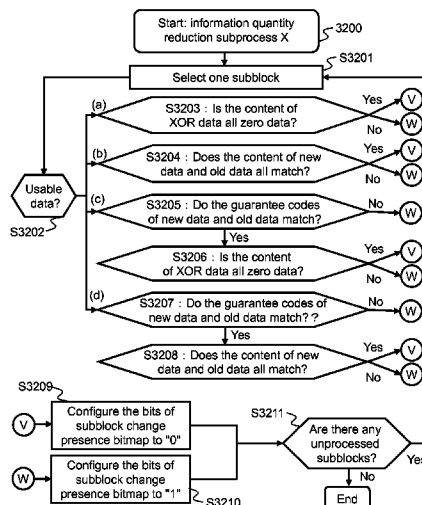 Start: information quantity
reduction subprocess X
3200
S3201
Select one subblock
(a)
S3203 : Is the content of
XOR data all zero data?
Yes
V
No
W
(b)
S3204 : Does the content of new
data and old data all match?
Yes
V
No
W
Usable
data?
S3202
(c)
S3205 : Do the guarantee codes
of new data and old data match?
No
W
Yes
S3206 : Is the content
of XOR data all zero data?
Yes
V
No
W
(d)
S3207 : Do the guarantee codes of
new data and old data match??
No
W
Yes
S3208 : Does the content of new
data and old data all match?
Yes
V
No
W
S3209
V
Configure the bits of
subblock change
presence bitmap to "0"
S3211
Are there any
unprocessed
subblocks?
Yes
W
Configure the bits of
subblock change
presence bitmap to "1"
S3210
No
End